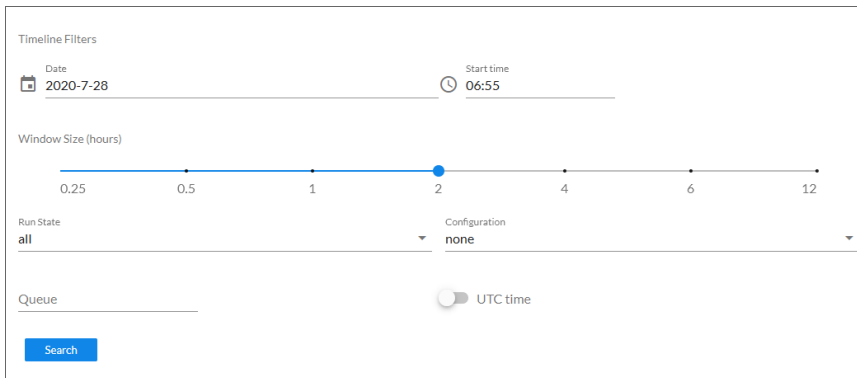 Timeline Filters
Date
2020-7-28
Start time
06:55
Window Size (hours)
0.25 0.5 1 2 4 6 12
Run State
all
Configuration
none
Queue
UTC time
Search